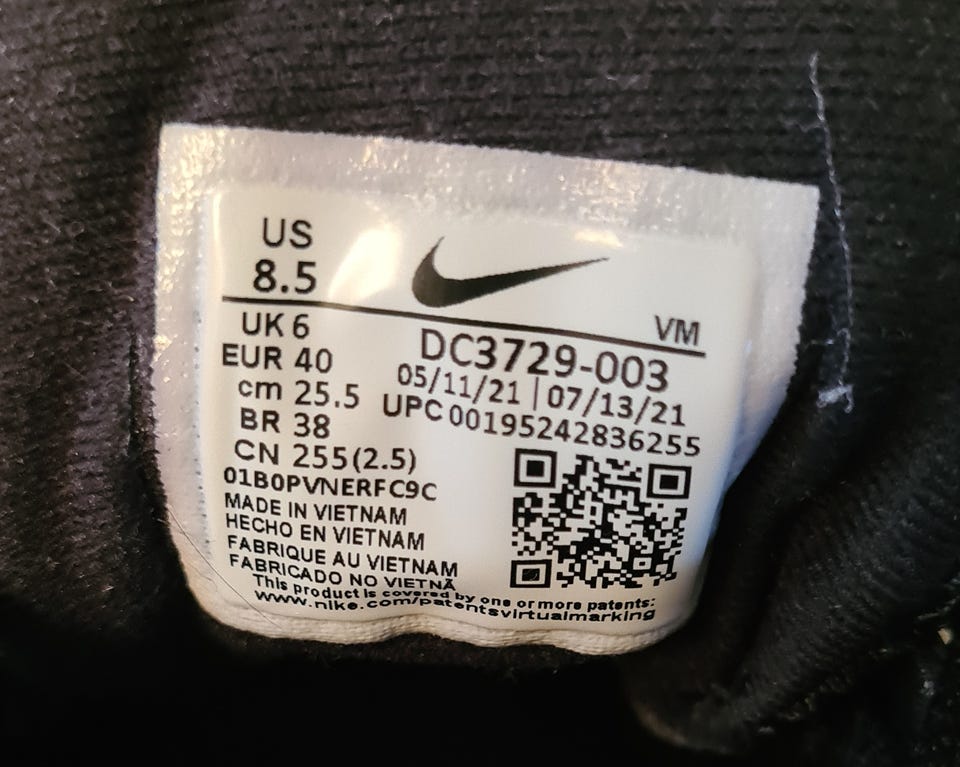 US
8.5
UK 6
EUR 40
cm 25.5
BR 38
CN 255(2.5)
VM
DC3729-003
05/11/21 | 07/13/21
UPC 00195242836255
01B0PVNERFC9C
MADE IN VIETNAM
HECHO EN VIETNAM
FABRIQUE AU VIETNAM
FABRICADO NO VIETNÃ
This product is covered by one or more patents:
www.nike.com/patentsvirtualmarking